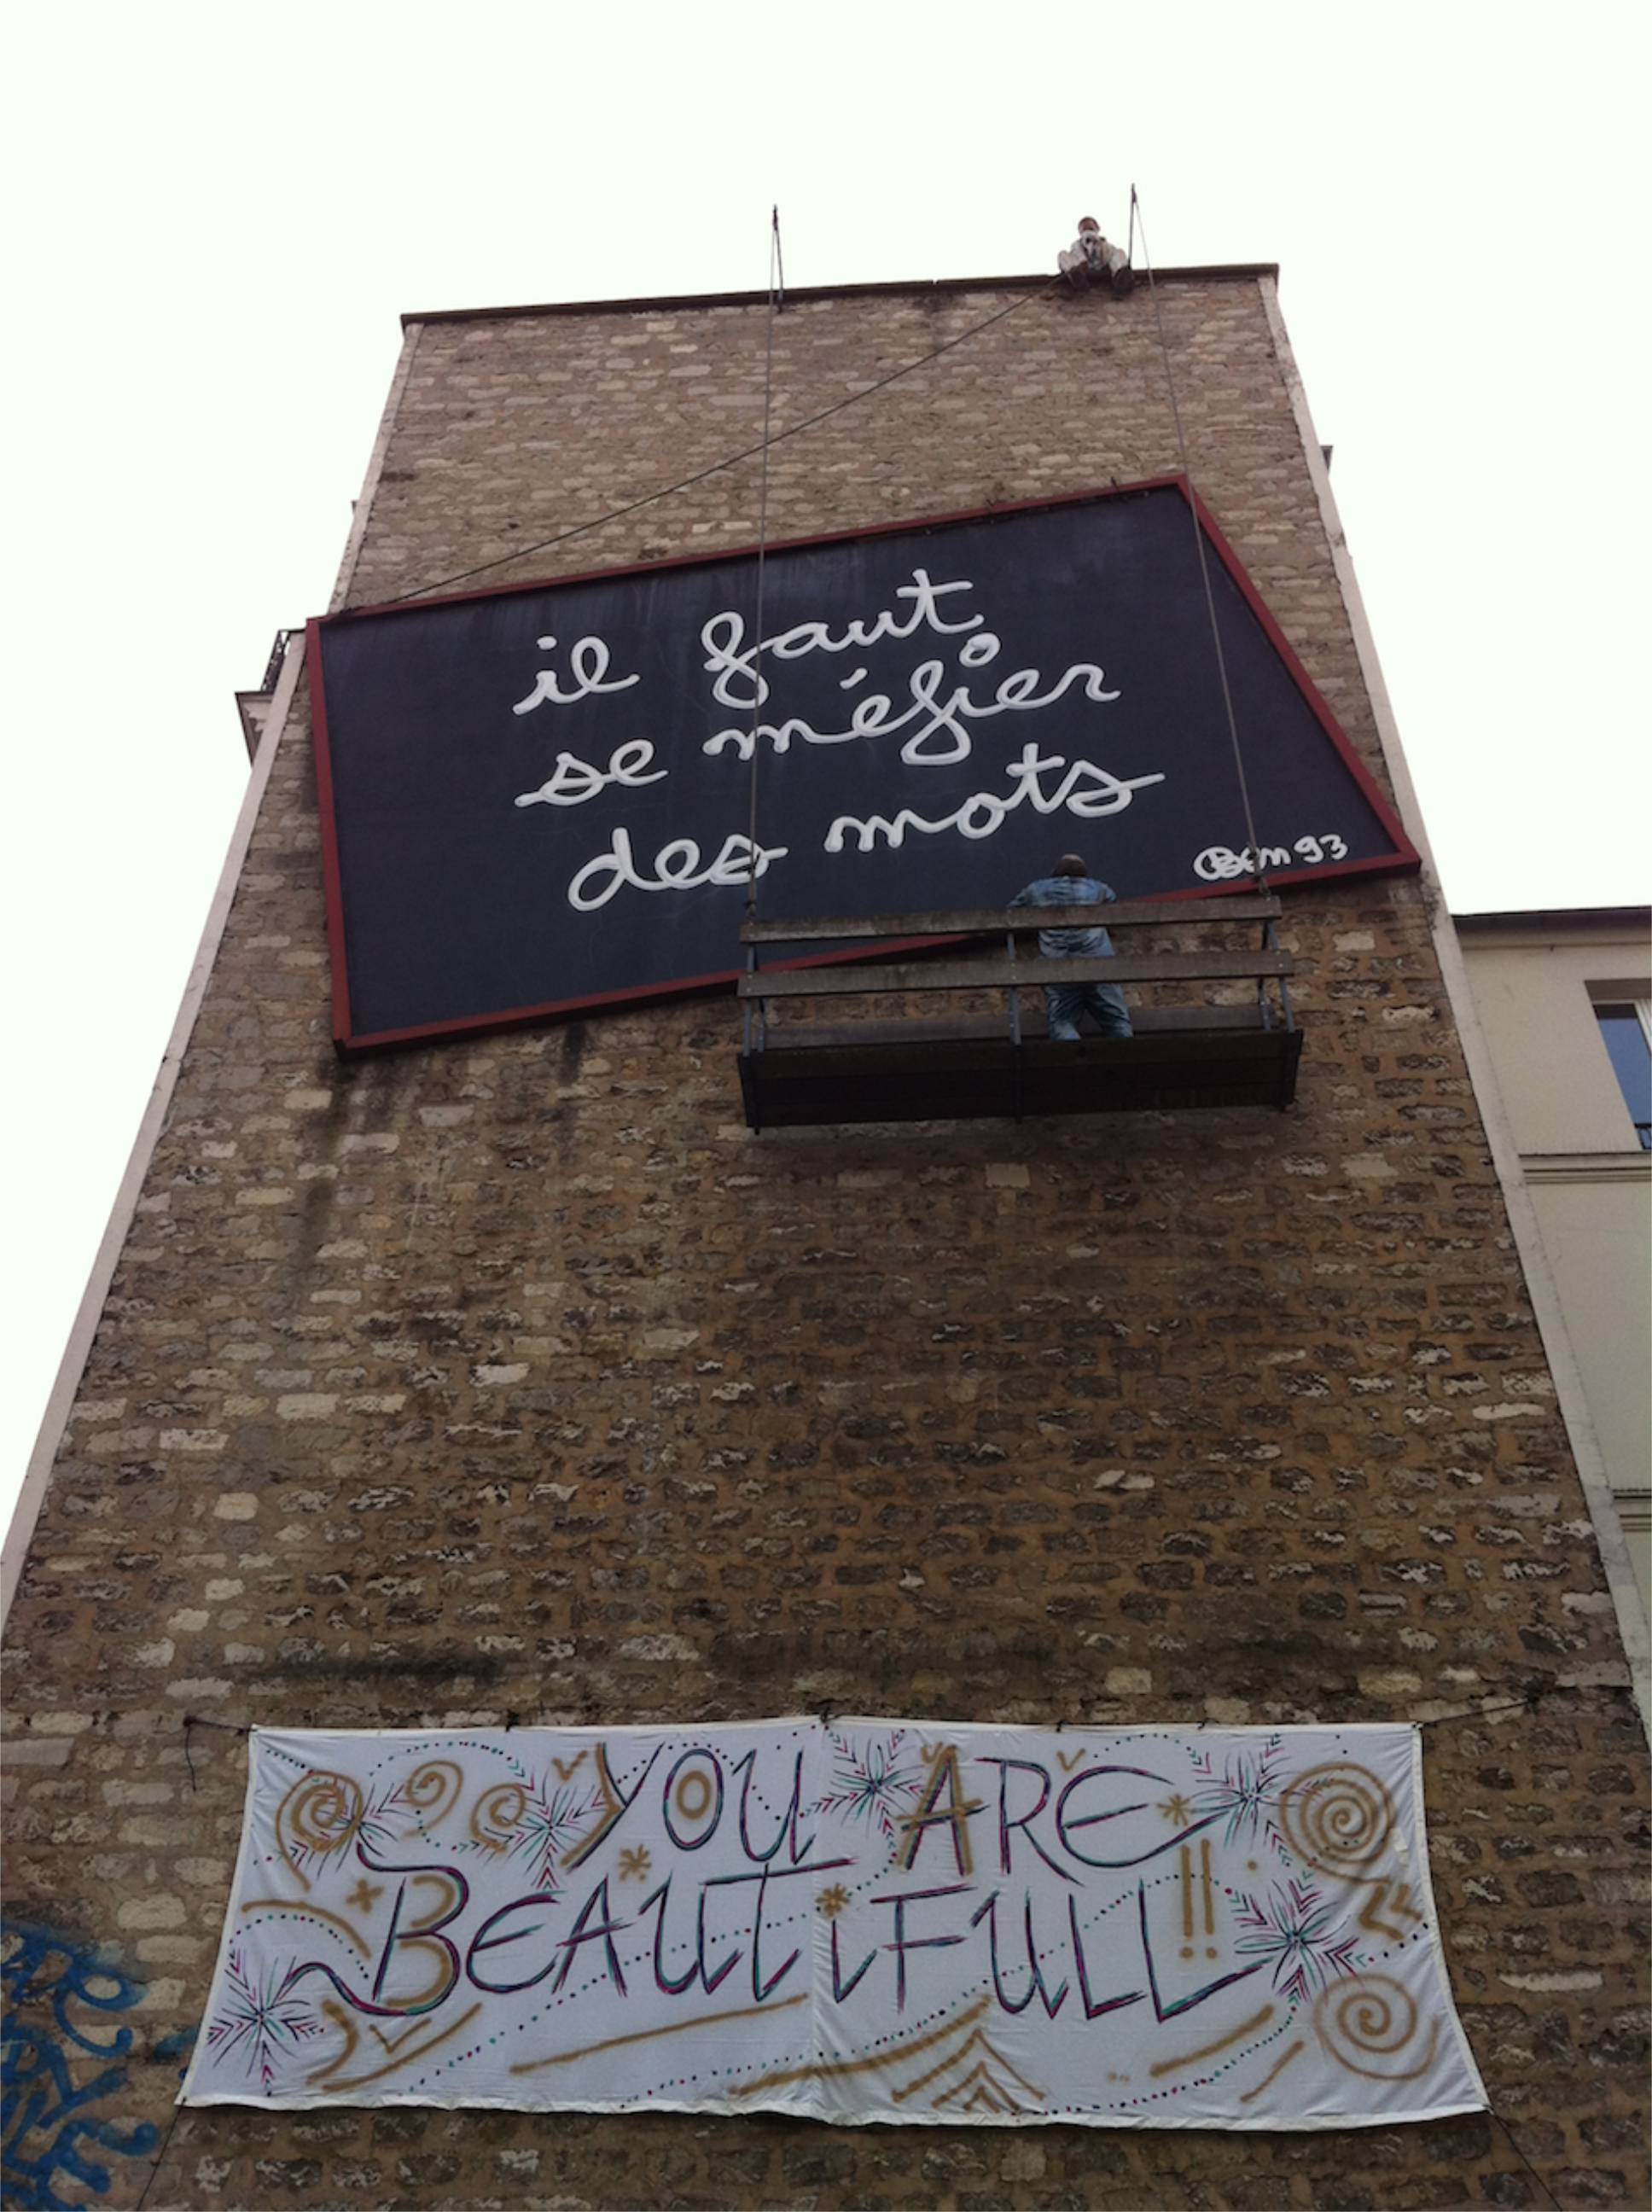 il faut
se méfier
des mots
Ben 93
YOU ARE
BEAUTiFULL!!